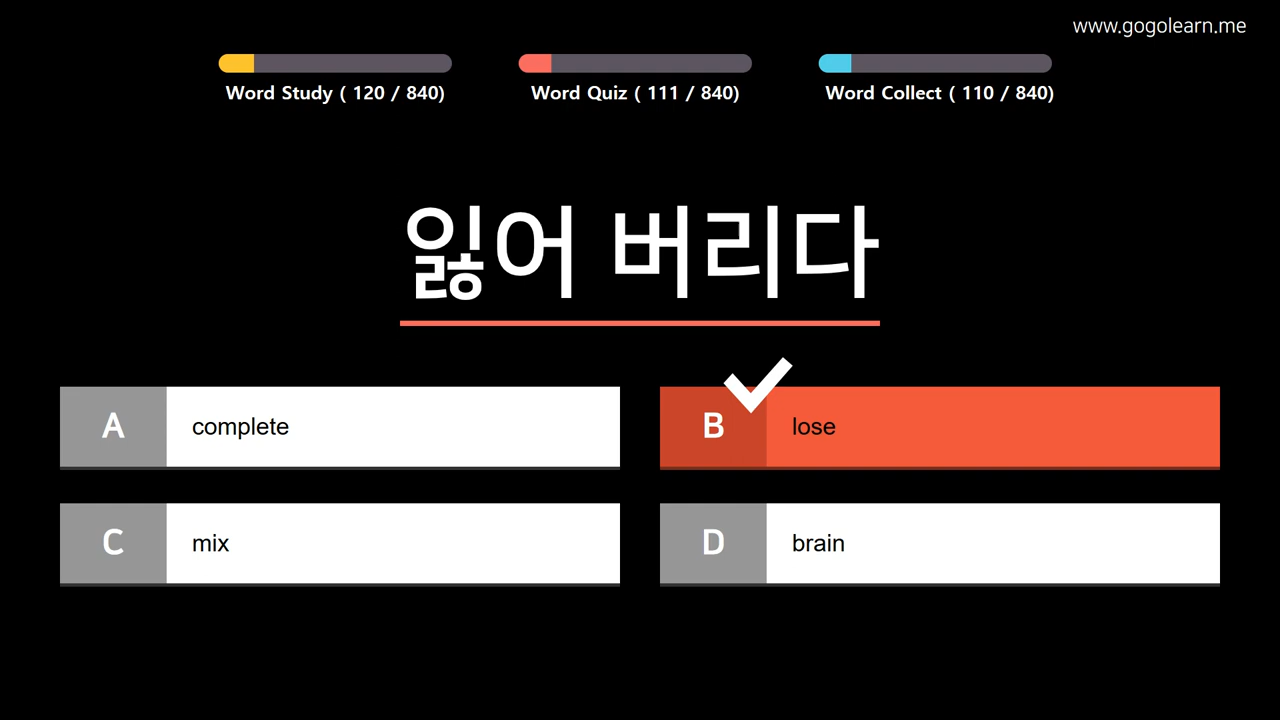 www.gogolearn.me
Word Study ( 120 / 840)
Word Quiz ( 111 / 840)
Word Collect ( 110 / 840)
잃어 버리다
A complete
B lose
C mix
D brain